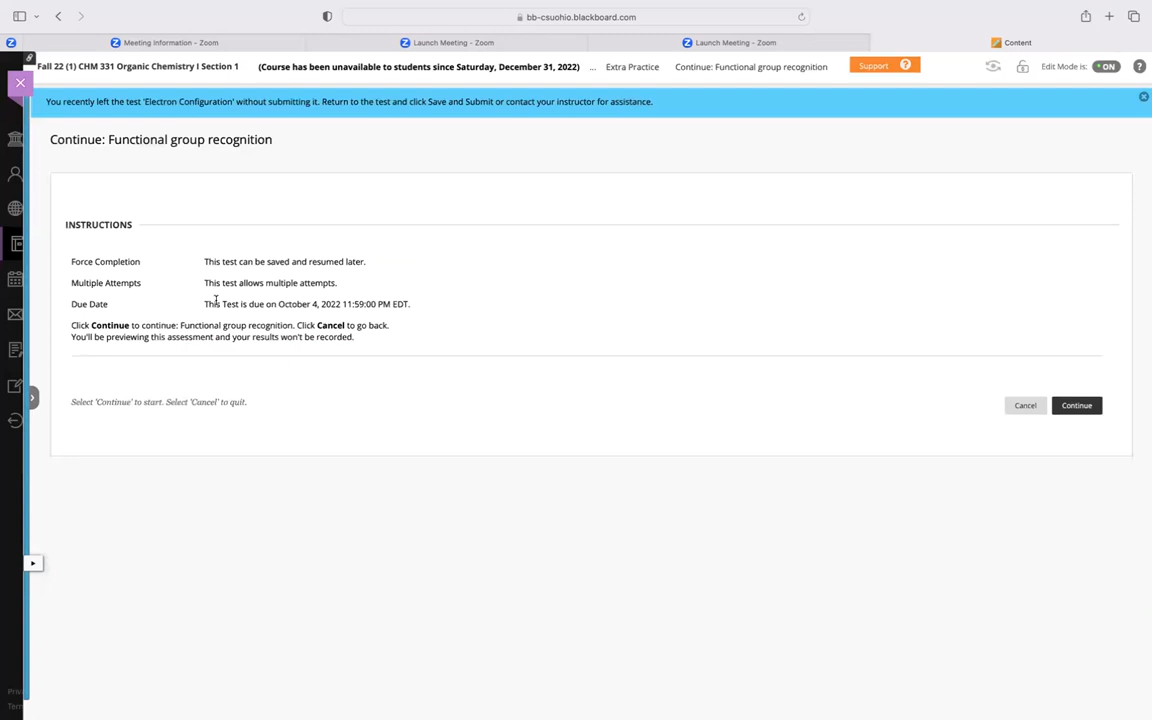 bb-csuohio.blackboard.com
Meeting Information - Zoom
Launch Meeting - Zoom
Launch Meeting - Zoom
Content
Fall 22 (1) CHM 331 Organic Chemistry I Section 1
(Course has been unavailable to students since Saturday, December 31, 2022)
...
Extra Practice
Continue: Functional group recognition
Support ?
Edit Mode is:
ON
?
You recently left the test 'Electron Configuration' without submitting it. Return to the test and click Save and Submit or contact your instructor for assistance.
Continue: Functional group recognition
INSTRUCTIONS
Force Completion
This test can be saved and resumed later.
Multiple Attempts
This test allows multiple attempts.
Due Date
This Test is due on October 4, 2022 11:59:00 PM EDT.
Click Continue to continue: Functional group recognition. Click Cancel to go back.
You'll be previewing this assessment and your results won't be recorded.
Select 'Continue' to start. Select 'Cancel' to quit.
Cancel
Continue